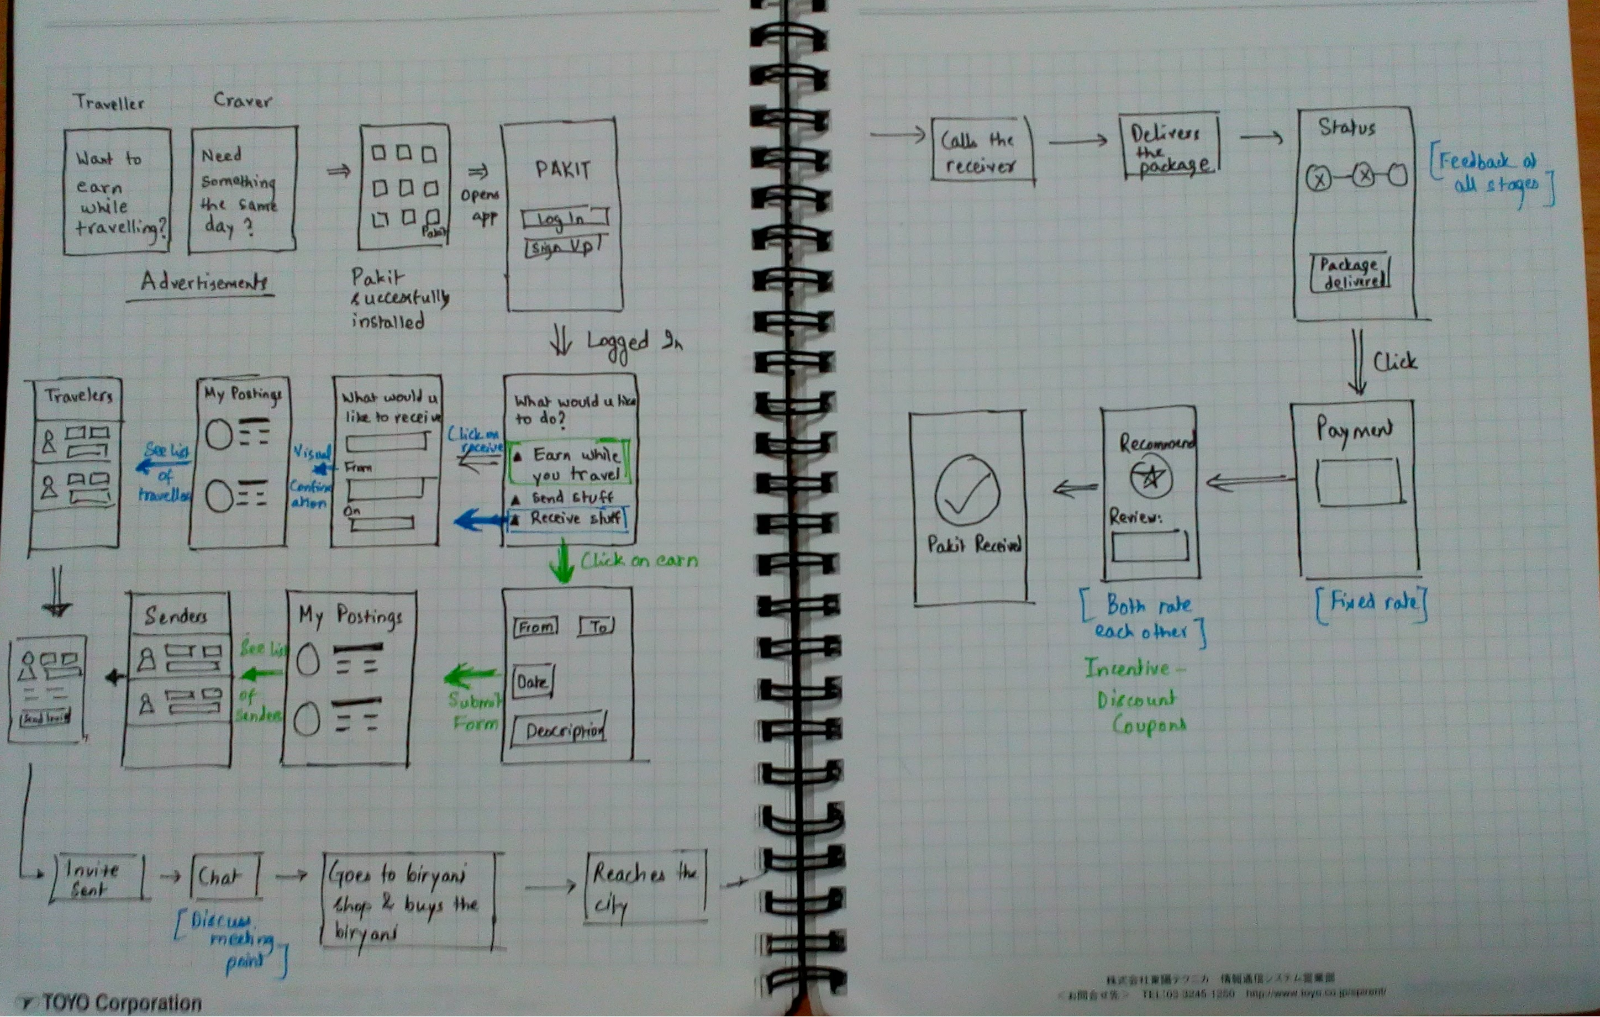 Traveller
Craver
Want to
earn
while
travelling?
Need
something
the same
day?
Advertisements
Pakit
Pakit
successfully
installed
Opens
app
PAKIT
Log In
Sign Up
Logged In
What would u like
to do?
Earn while
you travel
Send stuff
Receive stuff
Click on
receive
What would u
like to receive
From
On
Visual
Confirm
ation
My Postings
See list
of
traveller
Travelers
Click on earn
From
To
Date
Description
Submit
Form
My Postings
See list
of
senders
Senders
Send Invite
Invite
Sent
Chat
[Discuss
meeting
point]
Goes to biryani
shop & buys the
biryani
Reaches the
city
TOYO Corporation
Calls the
receiver
Delivers
the
package
Status
Package
delivered
[Feedback at
all stages]
Click
Payment
[Fixed rate]
Recommend
Review:
[Both rate
each other]
Incentive -
Discount
Coupons
Pakit Received
株式会社東陽テクニカ 情報通信システム営業部
<お問合せ先> TEL:03-3245-1250 http://www.toyo.co.jp/spirent/